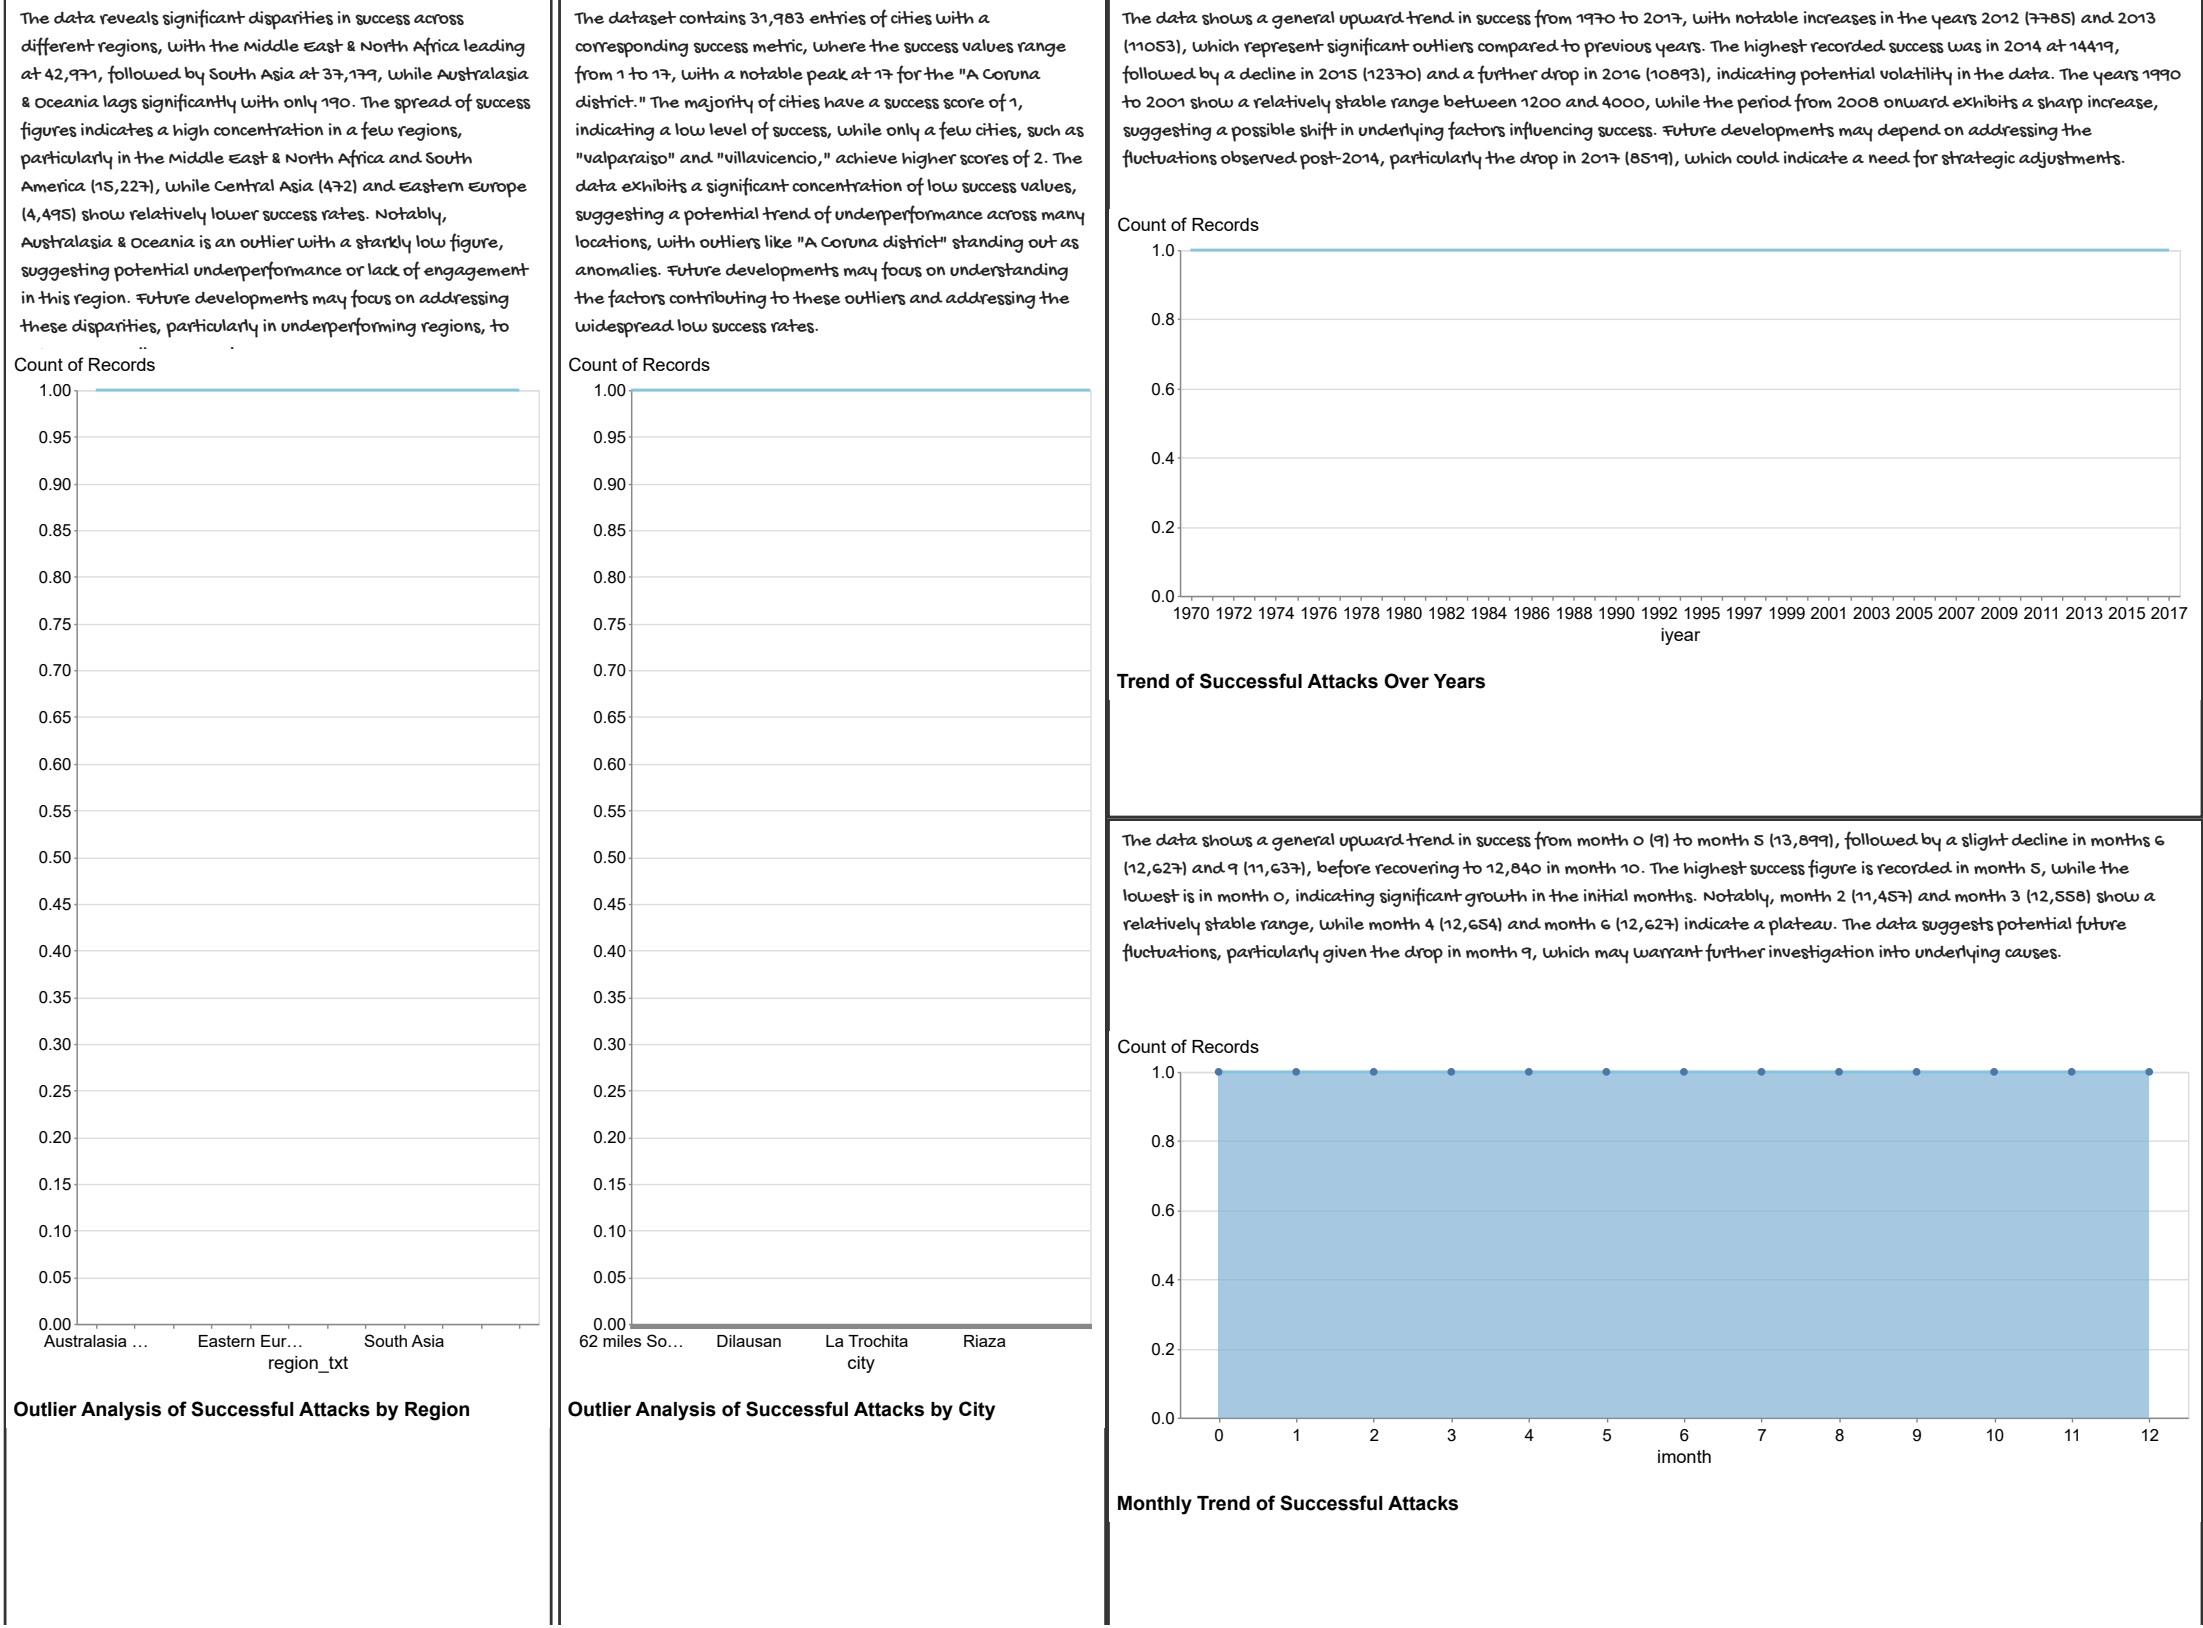 The data reveals significant disparities in success across
different regions, with the Middle East & North Africa leading
at 42,971, followed by South Asia at 37,179, while Australasia
& Oceania lags significantly with only 190. The spread of success
figures indicates a high concentration in a few regions,
particularly in the Middle East & North Africa and South
America (15,227), while Central Asia (472) and Eastern Europe
(4,495) show relatively lower success rates. Notably,
Australasia & Oceania is an outlier with a starkly low figure,
suggesting potential underperformance or lack of engagement
in this region. Future developments may focus on addressing
these disparities, particularly in underperforming regions, to
Count of Records
1.00
0.95
0.90
0.85
0.80
0.75
0.70
0.65
0.60
0.55
0.50
0.45
0.40
0.35
0.30
0.25
0.20
0.15
0.10
0.05
0.00
Australasia … Eastern Eur… South Asia
region_txt
Outlier Analysis of Successful Attacks by Region
The dataset contains 31,983 entries of cities with a
corresponding success metric, where the success values range
from 1 to 17, with a notable peak at 17 for the "A Coruna
district." The majority of cities have a success score of 1,
indicating a low level of success, while only a few cities, such as
"valparaiso" and "villavicencio," achieve higher scores of 2. The
data exhibits a significant concentration of low success values,
suggesting a potential trend of underperformance across many
locations, with outliers like "A Coruna district" standing out as
anomalies. Future developments may focus on understanding
the factors contributing to these outliers and addressing the
widespread low success rates.
Count of Records
1.00
0.95
0.90
0.85
0.80
0.75
0.70
0.65
0.60
0.55
0.50
0.45
0.40
0.35
0.30
0.25
0.20
0.15
0.10
0.05
0.00
62 miles So… Dilausan La Trochita Riaza
city
Outlier Analysis of Successful Attacks by City
The data shows a general upward trend in success from 1970 to 2017, with notable increases in the years 2012 (7785) and 2013
(11053), which represent significant outliers compared to previous years. The highest recorded success was in 2014 at 14419,
followed by a decline in 2015 (12370) and a further drop in 2016 (10893), indicating potential volatility in the data. The years 1990
to 2001 show a relatively stable range between 1200 and 4000, while the period from 2008 onward exhibits a sharp increase,
suggesting a possible shift in underlying factors influencing success. Future developments may depend on addressing the
fluctuations observed post-2014, particularly the drop in 2017 (8519), which could indicate a need for strategic adjustments.
Count of Records
1.0
0.8
0.6
0.4
0.2
0.0
1970 1972 1974 1976 1978 1980 1982 1984 1986 1988 1990 1992 1995 1997 1999 2001 2003 2005 2007 2009 2011 2013 2015 2017
iyear
Trend of Successful Attacks Over Years
The data shows a general upward trend in success from month 0 (9) to month 5 (13,899), followed by a slight decline in months 6
(12,627) and 9 (11,637), before recovering to 12,840 in month 10. The highest success figure is recorded in month 5, while the
lowest is in month 0, indicating significant growth in the initial months. Notably, month 2 (11,457) and month 3 (12,558) show a
relatively stable range, while month 4 (12,654) and month 6 (12,627) indicate a plateau. The data suggests potential future
fluctuations, particularly given the drop in month 9, which may warrant further investigation into underlying causes.
Count of Records
1.0
0.8
0.6
0.4
0.2
0.0
0 1 2 3 4 5 6 7 8 9 10 11 12
imonth
Monthly Trend of Successful Attacks